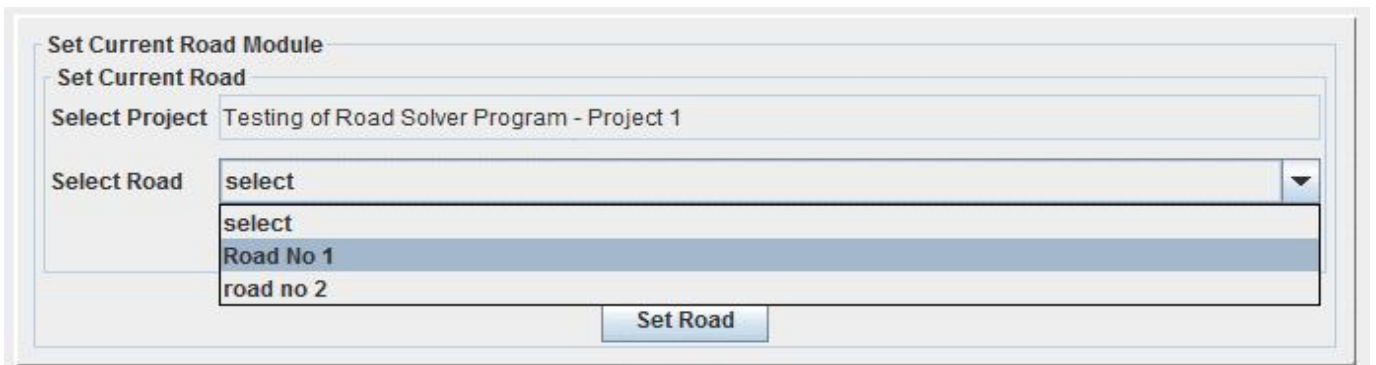 Set Current Road Module
Set Current Road
Select Project Testing of Road Solver Program - Project 1
Select Road select
select
Road No 1
road no 2
Set Road